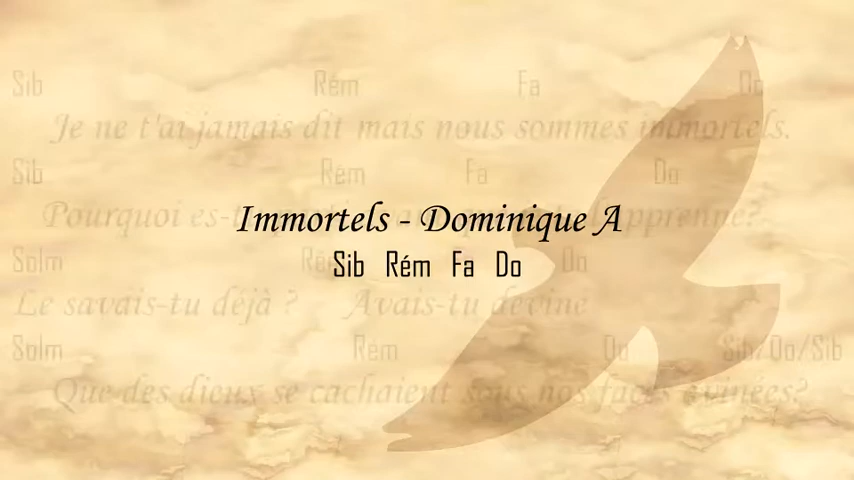 Sib Rém Fa Do
Je ne t'ai jamais dit mais nous sommes immortels.
Sib Rém Fa Do
Pourquoi es-t
Immortels - Dominique A
Sib Rém Fa Do
Solm Do
Le savais-tu déjà ? Avais-tu deviné
Solm Rém Do Sib/Do/Sib
Que des dieux se cachaient sous nos faces avinées?